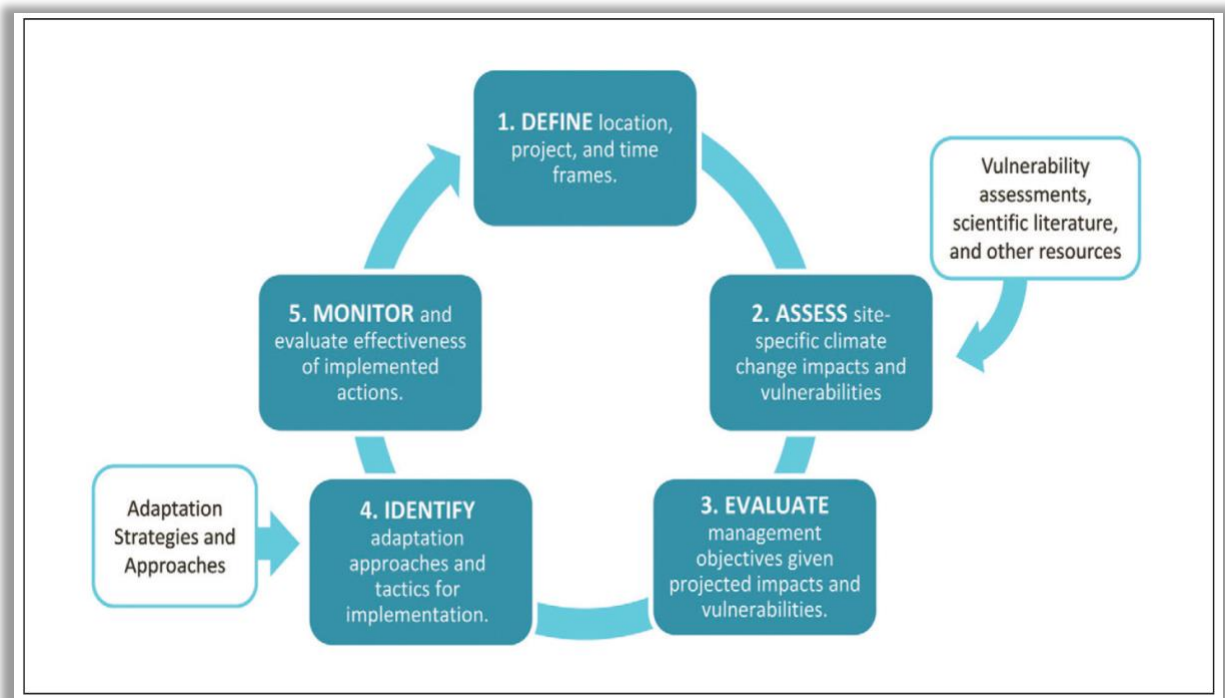 1. DEFINE location,
project, and time
frames.
Vulnerability
assessments,
scientific literature,
and other resources
2. ASSESS site-
specific climate
change impacts and
vulnerabilities
3. EVALUATE
management
objectives given
projected impacts and
vulnerabilities.
4. IDENTIFY
adaptation
approaches and
tactics for
implementation.
Adaptation
Strategies and
Approaches
5. MONITOR and
evaluate effectiveness
of implemented
actions.